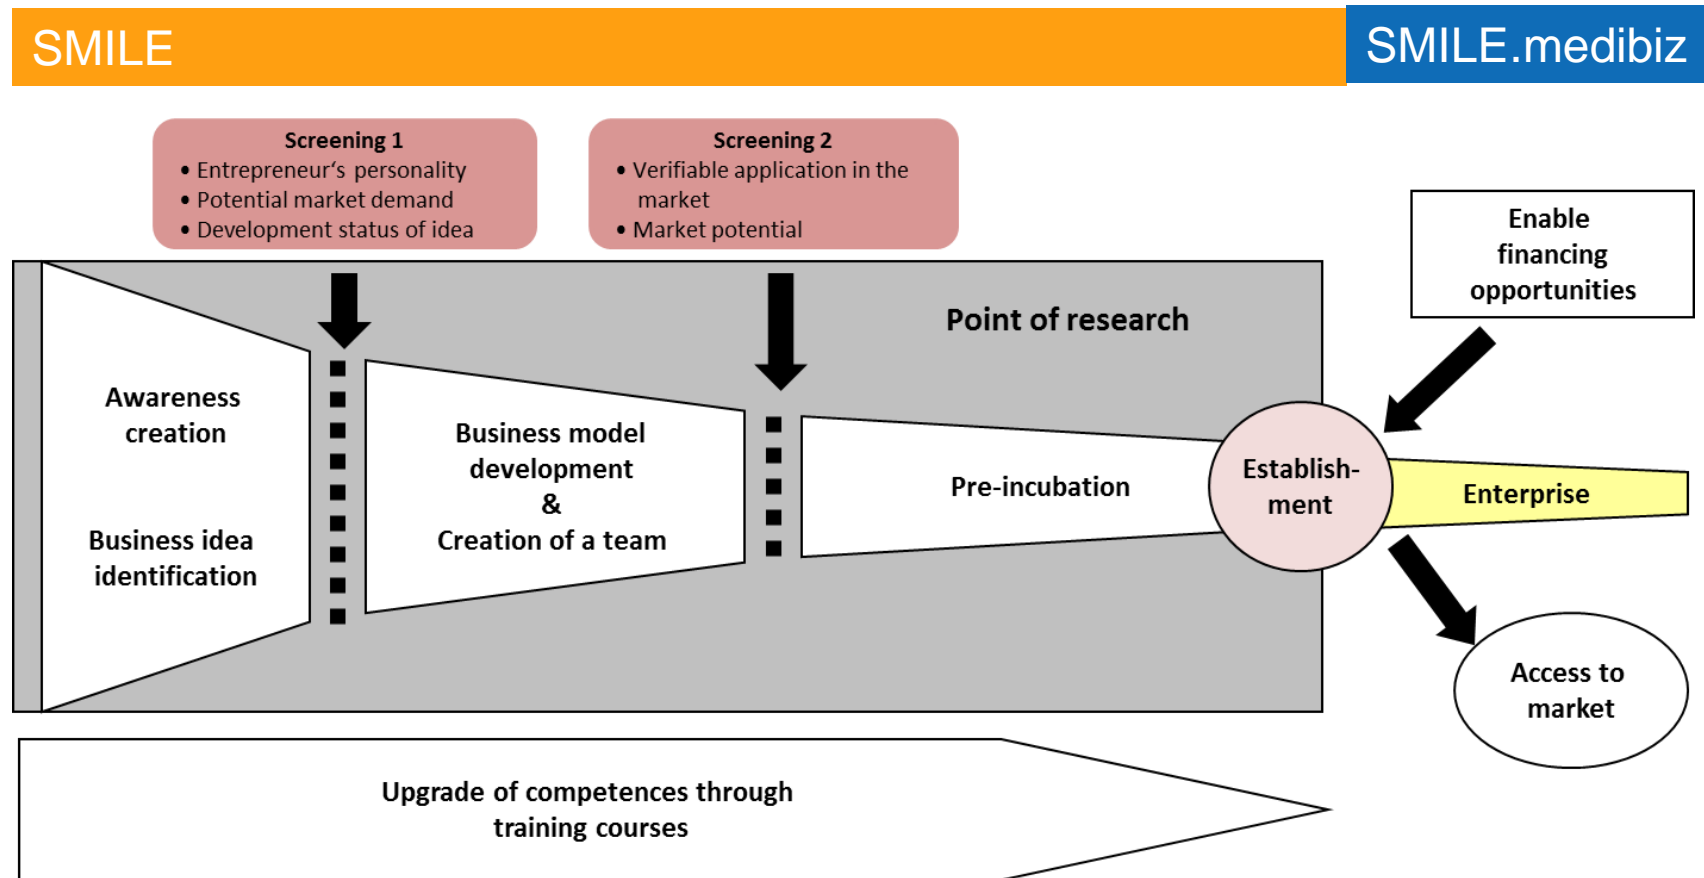 SMILE
SMILE.medibiz
Screening 1
• Entrepreneur‘s personality
• Potential market demand
• Development status of idea
Screening 2
• Verifiable application in the
market
• Market potential
Enable
financing
opportunities
Point of research
Awareness
creation
Business idea
identification
Business model
development
&
Creation of a team
Pre-incubation
Establish-
ment
Enterprise
Access to
market
Upgrade of competences through
training courses